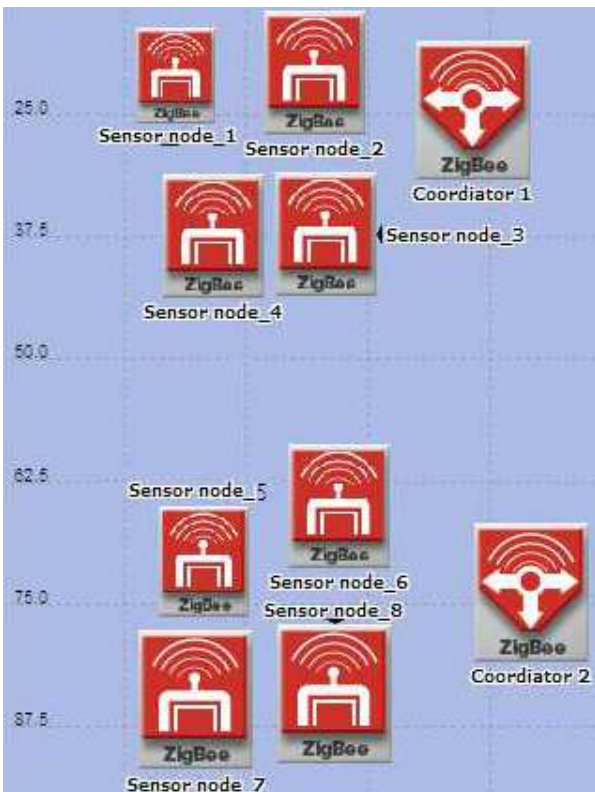 25.0
ZigBee
Sensor node_1
ZigBee
Sensor node_2
ZigBee
Coordiator 1
37.5
ZigBee
Sensor node_4
ZigBee
Sensor node_3
50.0
62.5
Sensor node_5
ZigBee
ZigBee
Sensor node_6
75.0
Sensor node_8
ZigBee
Coordiator 2
87.5
ZigBee
Sensor node_7
ZigBee